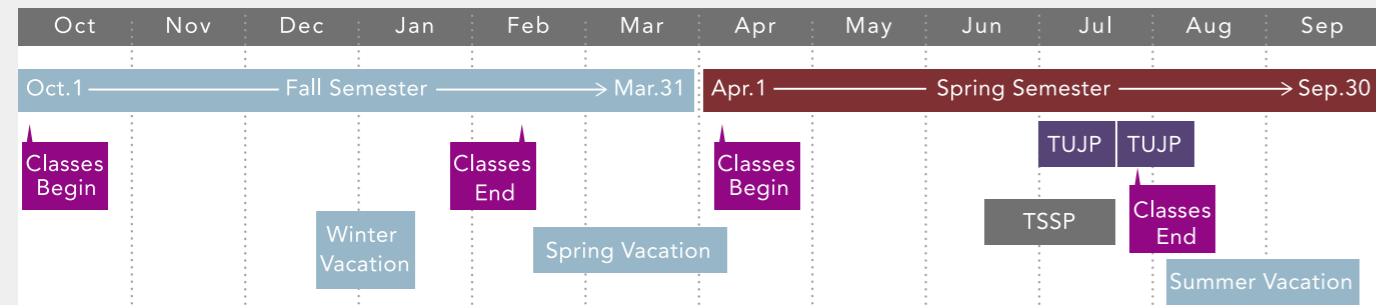 Oct Nov Dec Jan Feb Mar Apr May Jun Jul Aug Sep
Oct.1 Fall Semester Mar.31 Apr.1 Spring Semester Sep.30
Classes
Begin
Classes
End
Classes
Begin
TUJP TUJP
Classes
End
TSSP
Winter
Vacation
Spring Vacation
Summer Vacation